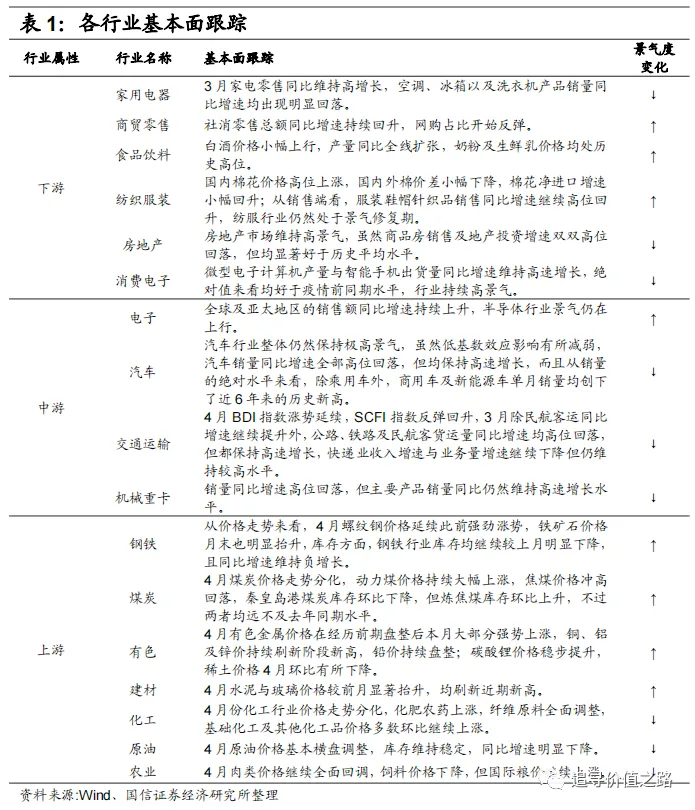 表 1：各行业基本面跟踪
行业属性 行业名称 基本面跟踪 景气度变化
下游
家用电器 3 月家电零售同比维持高增长，空调、冰箱以及洗衣机产品销量同
比增速均出现明显回落。 ↓
商贸零售 社消零售总额同比增速持续回升，网购占比开始反弹。 ↑
食品饮料 白酒价格小幅上行，产量同比全线扩张，奶粉及生鲜乳价格均处历
史高位。 ↑
纺织服装 国内棉花价格高位上涨，国内外棉价差小幅下降，棉花净进口增速
小幅回升；从销售端看，服装鞋帽针织品销售同比增速继续高位回
升，纺服行业仍然处于景气修复期。 ↑
房地产 房地产市场维持高景气，虽然商品房销售及地产投资增速双双高位
回落，但均显著好于历史平均水平。 ↓
消费电子 微型电子计算机产量与智能手机出货量同比增速维持高速增长，绝
对值来看均好于疫情前同期水平，行业持续高景气。 ↓
中游
电子 全球及亚太地区的销售额同比增速持续上升，半导体行业景气仍在
上行。 ↑
汽车 汽车行业整体仍然保持极高景气，虽然低基数效应影响有所减弱，
汽车销量同比增速全部高位回落，但均保持高速增长，而且从销量
的绝对水平来看，除乘用车外，商用车及新能源车单月销量均创下
了近 6 年来的历史新高。 ↓
交通运输 4 月 BDI 指数涨势延续，SCFI 指数反弹回升，3 月除民航客运同比
增速继续提升外，公路、铁路及民航客货运量同比增速均高位回落，
但都保持高速增长，快递业收入增速与业务量增速继续下降但仍维
持较高水平。 ↓
机械重卡 销量同比增速高位回落，但主要产品销量同比仍然维持高速增长水
平。 ↓
上游
钢铁 从价格走势来看，4 月螺纹钢价格延续此前强劲涨势，铁矿石价格
月末也明显抬升，库存方面，钢铁行业库存均继续较上月明显下降，
且同比增速维持负增长。 ↑
煤炭 4 月煤炭价格走势分化，动力煤价格持续大幅上涨，焦煤价格冲高
回落，秦皇岛港煤炭库存环比下降，但炼焦煤库存环比上升，不过
两者均远不及去年同期水平。 ↑
有色 4 月有色金属价格在经历前期盘整后本月大部分强势上涨，铜、铝
及锌价持续刷新阶段新高，铅价持续盘整；碳酸锂价格稳步提升，
稀土价格 4 月环比有所下降。 ↑
建材 4 月水泥与玻璃价格较前月显著抬升，均刷新近期新高。 ↑
化工 4 月份化工行业价格走势分化，化肥农药上涨，纤维原料全面调整，
基础化工及其他化工品价格多数环比继续上涨。 ↓
原油 4 月原油价格基本横盘调整，库存维持稳定，同比增速明显下降。 ↓
农业 4 月肉类价格继续全面回调，饲料价格下降，但国际粮价
资料来源:Wind、国信证券经济研究所整理
追寻价值之路